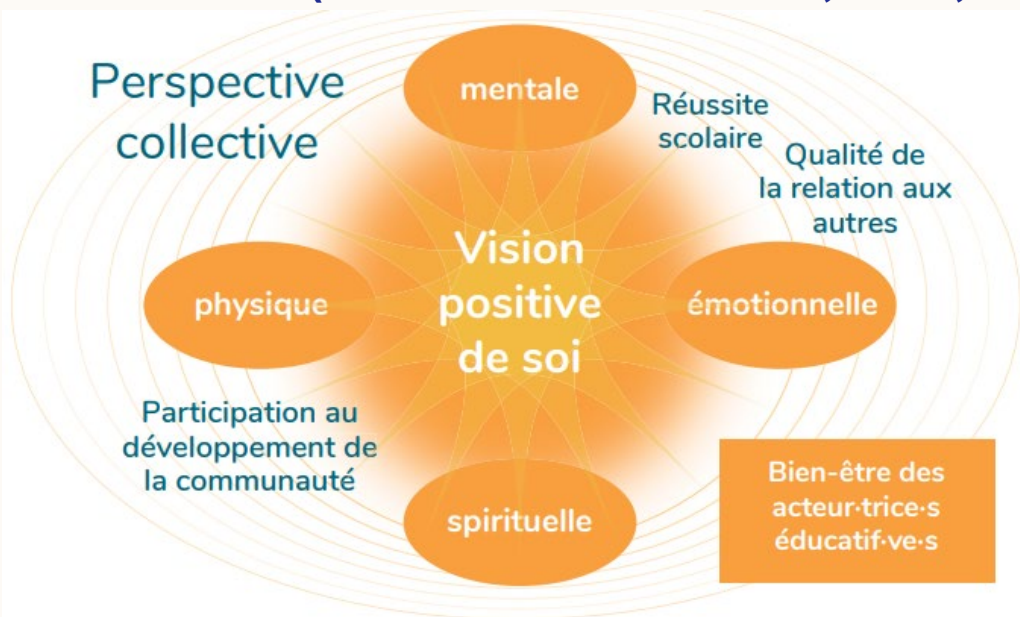 Perspective
collective
mentale
Réussite
scolaire
Qualité de
la relation aux
autres
Vision
positive
de soi
physique
émotionnelle
Participation au
développement de
la communauté
spirituelle
Bien-être des
acteur·trice·s
éducatif·ve·s